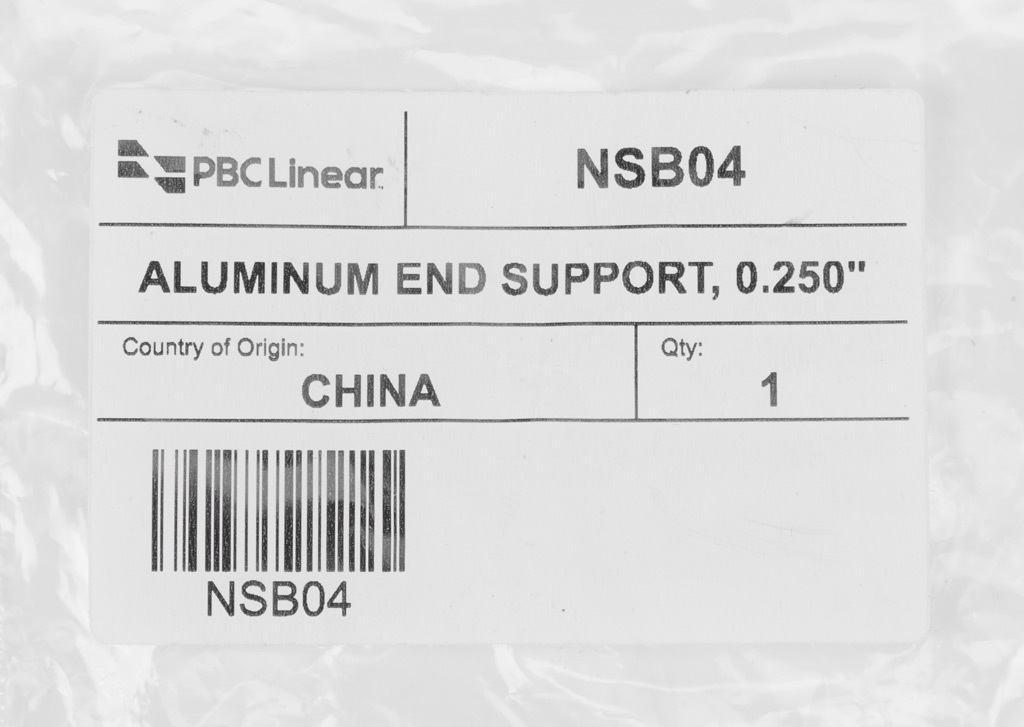 PBC Linear
NSB04
ALUMINUM END SUPPORT, 0.250"
Country of Origin:
CHINA
Qty:
1
NSB04